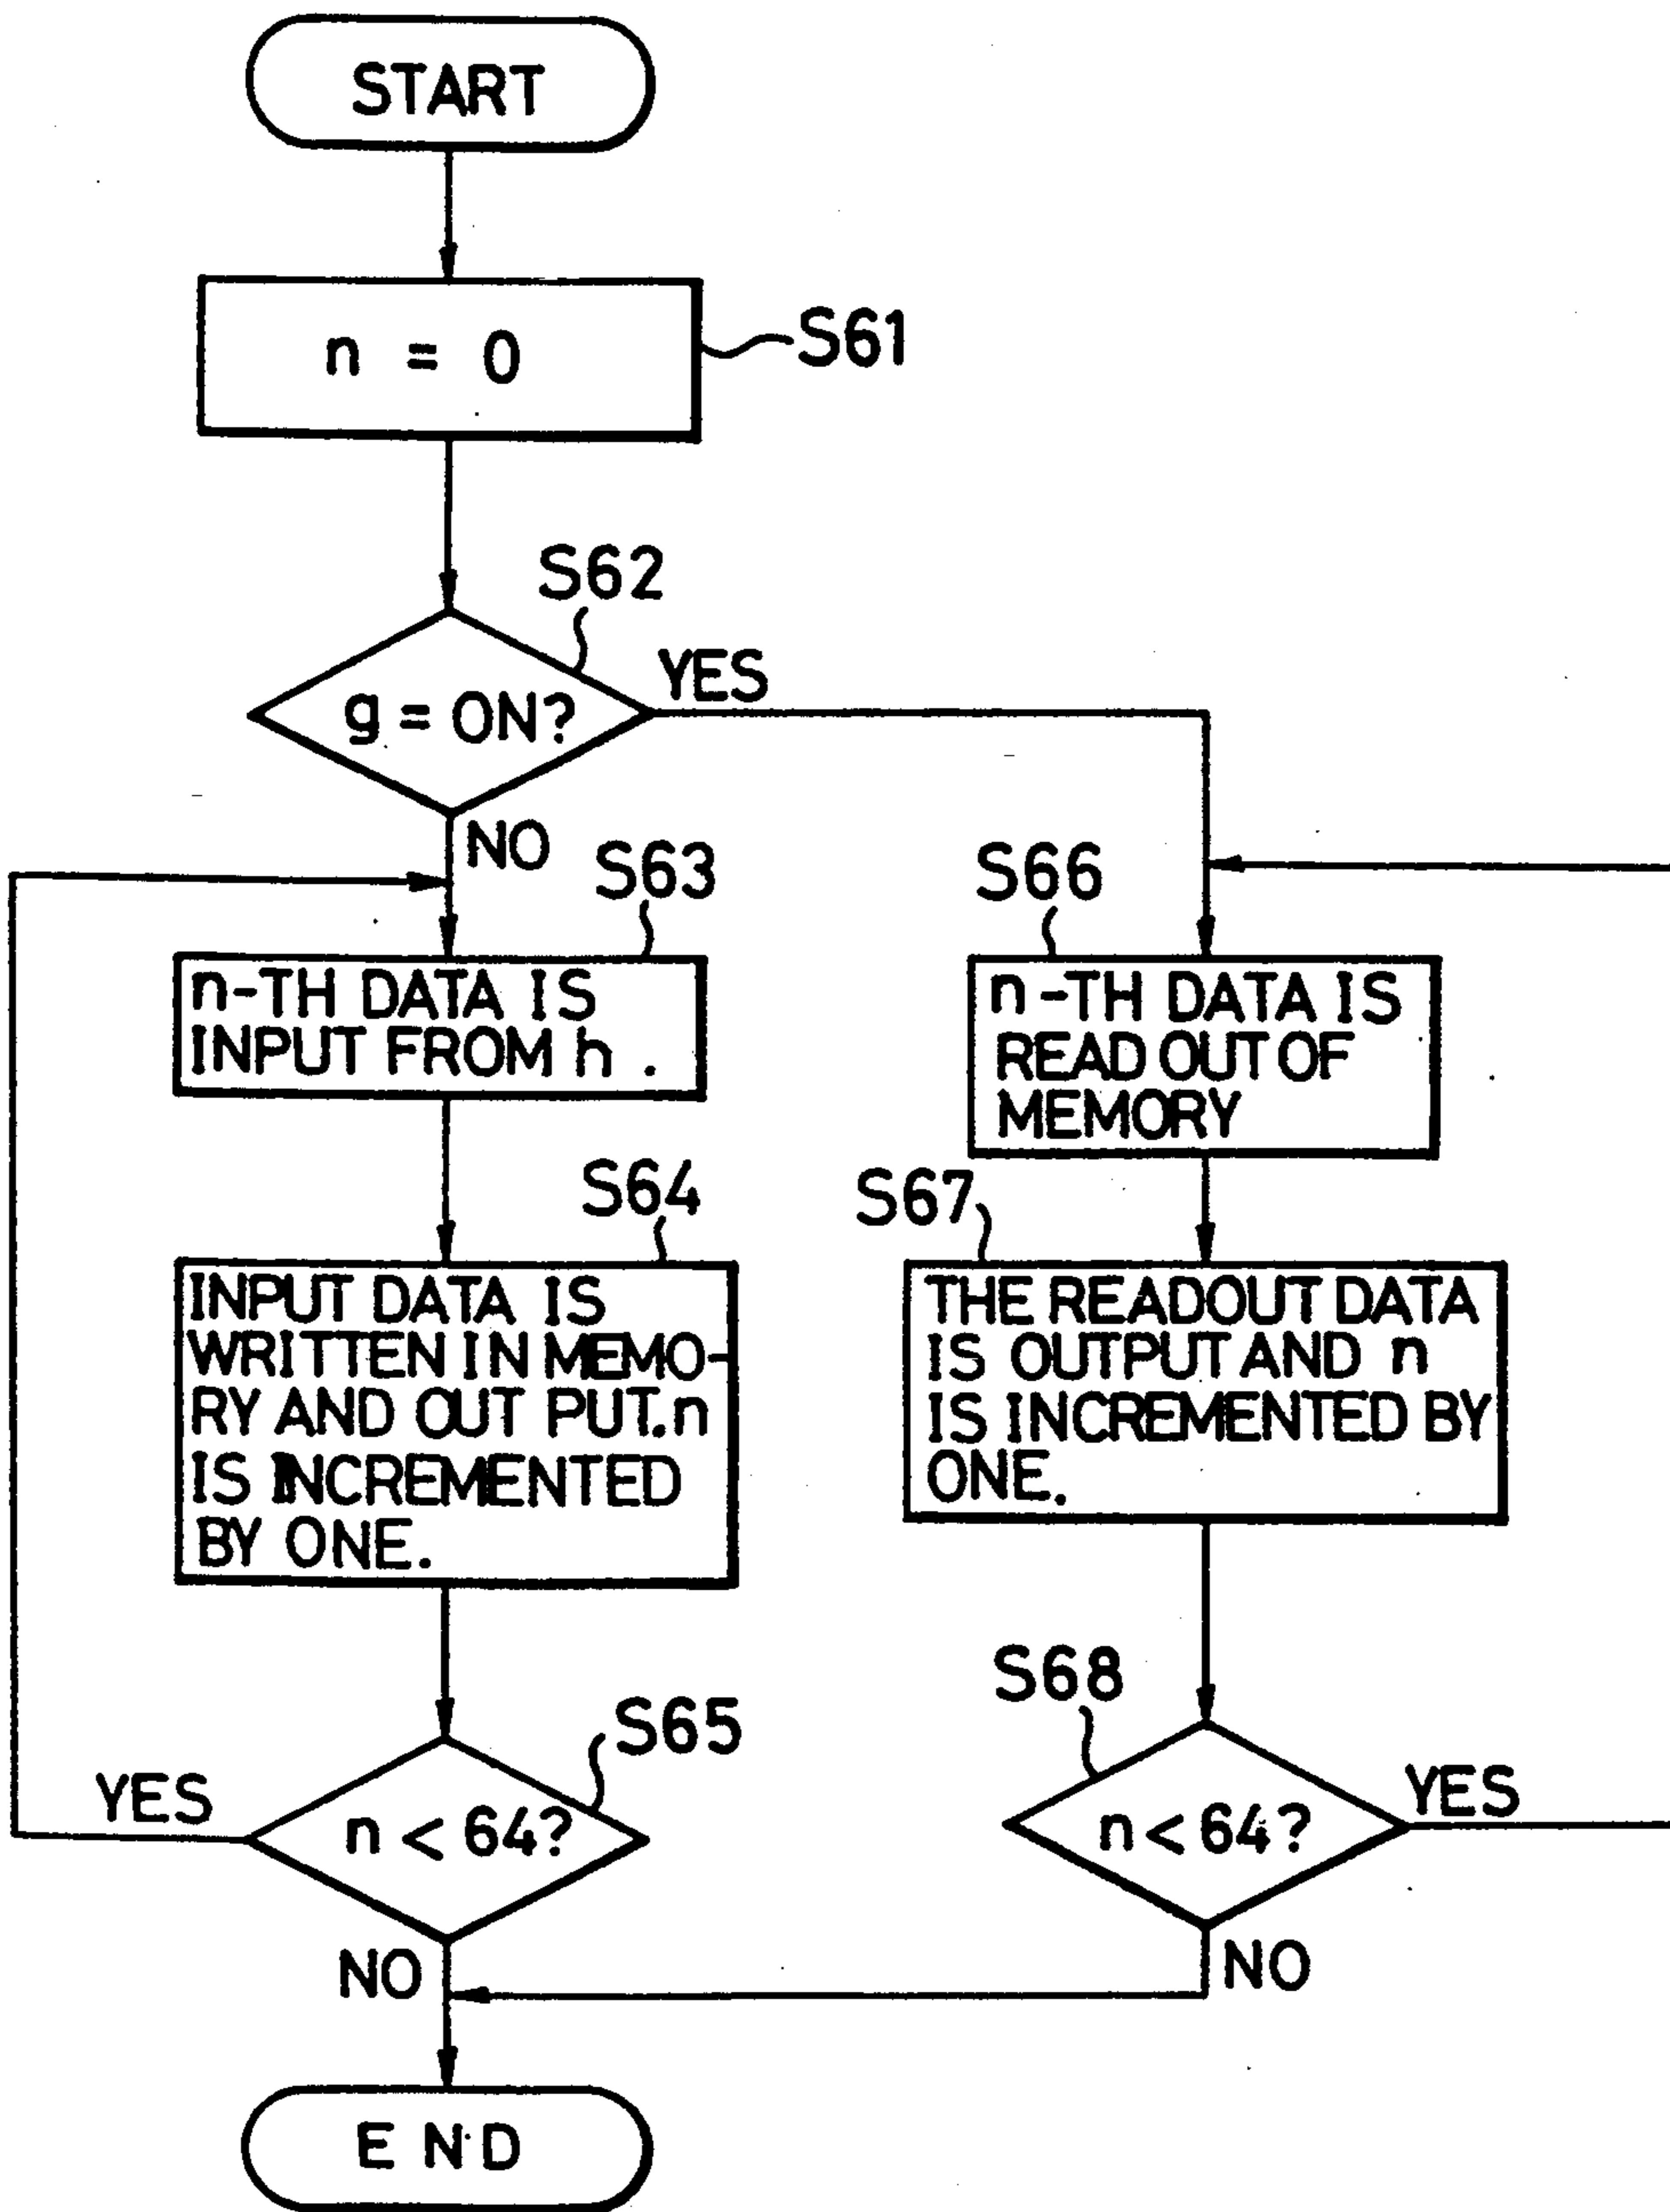 START
n = 0
S61
S62
g = ON?
YES
NO
S63
n-TH DATA IS
INPUT FROM h .
S64
INPUT DATA IS
WRITTEN IN MEMO-
RY AND OUT PUT. n
IS INCREMENTED
BY ONE.
S65
n < 64?
YES
NO
S66
n-TH DATA IS
READ OUT OF
MEMORY
S67
THE READOUT DATA
IS OUTPUT AND n
IS INCREMENTED BY
ONE.
S68
n < 64?
YES
NO
END